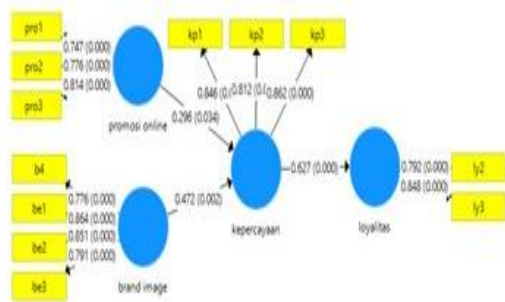 pro1
pro2
pro3
0.747 (0.000)
0.776 (0.000)
0.814 (0.000)
promosi online
kp1
kp2
kp3
0.846
0.812
0.862 (0.000)
0.296 (0.034)
b4
be1
be2
be3
0.776 (0.000)
0.864 (0.000)
0.851 (0.000)
0.791 (0.000)
brand image
0.472 (0.002)
kepercayaan
0.627 (0.000)
loyalitas
0.792 (0.000)
0.848 (0.000)
ly2
ly3